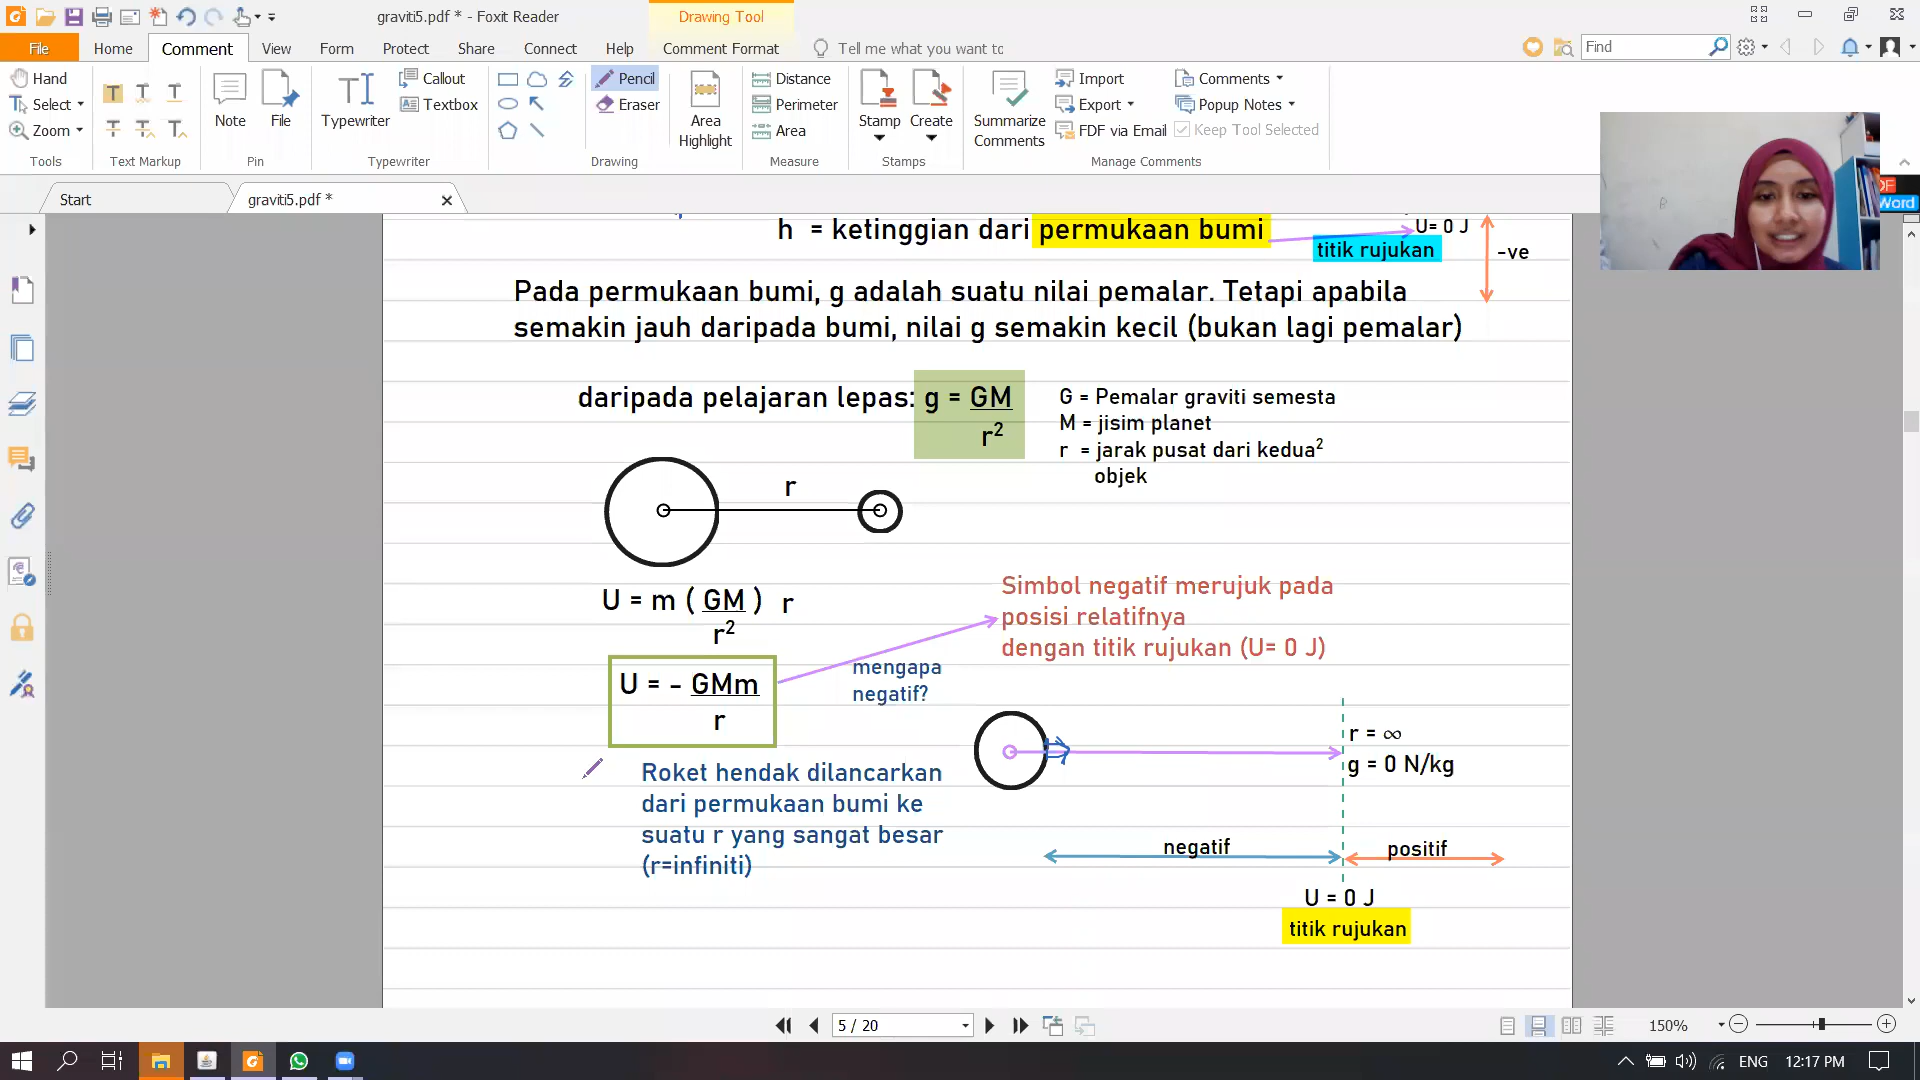 graviti5.pdf * - Foxit Reader
Drawing Tool
File Home Comment View Form Protect Share Connect Help Comment Format Tell me what you want to
Find
Hand
Select
Zoom
Tools
Text Markup
Note
File
Pin
Typewriter
Callout
Textbox
Typewriter
Pencil
Eraser
Area
Highlight
Drawing
Distance
Perimeter
Area
Measure
Stamp
Create
Stamps
Summarize
Comments
Import
Export
FDF via Email
Comments
Popup Notes
Keep Tool Selected
Manage Comments
Word
Start
graviti5.pdf *
h = ketinggian dari permukaan bumi
U= 0 J
titik rujukan
-ve
Pada permukaan bumi, g adalah suatu nilai pemalar. Tetapi apabila
semakin jauh daripada bumi, nilai g semakin kecil (bukan lagi pemalar)
daripada pelajaran lepas: g = GM
r²
G = Pemalar graviti semesta
M = jisim planet
r = jarak pusat dari kedua²
objek
r
U = m ( GM ) r
r²
U = - GMm
r
mengapa
negatif?
Simbol negatif merujuk pada
posisi relatifnya
dengan titik rujukan (U= 0 J)
Roket hendak dilancarkan
dari permukaan bumi ke
suatu r yang sangat besar
(r=infiniti)
r = ∞
g = 0 N/kg
negatif
positif
U = 0 J
titik rujukan
5 / 20
150%
ENG 12:17 PM